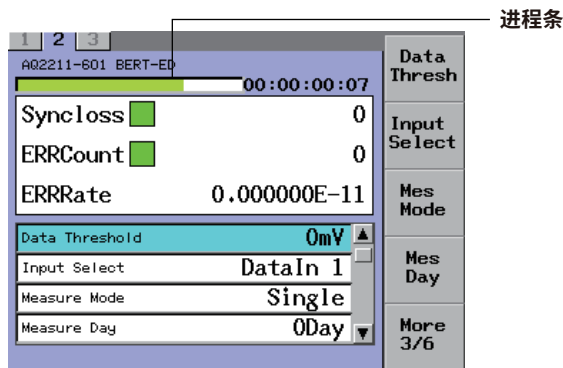 进程条
1 2 3
AQ2211-601 BERT-ED
00:00:00:07
Syncloss 0
ERRCount 0
ERRRate 0.000000E-11
Data Threshold 0mV
Input Select DataIn 1
Measure Mode Single
Measure Day 0Day
Data
Thresh
Input
Select
Mes
Mode
Mes
Day
More
3/6